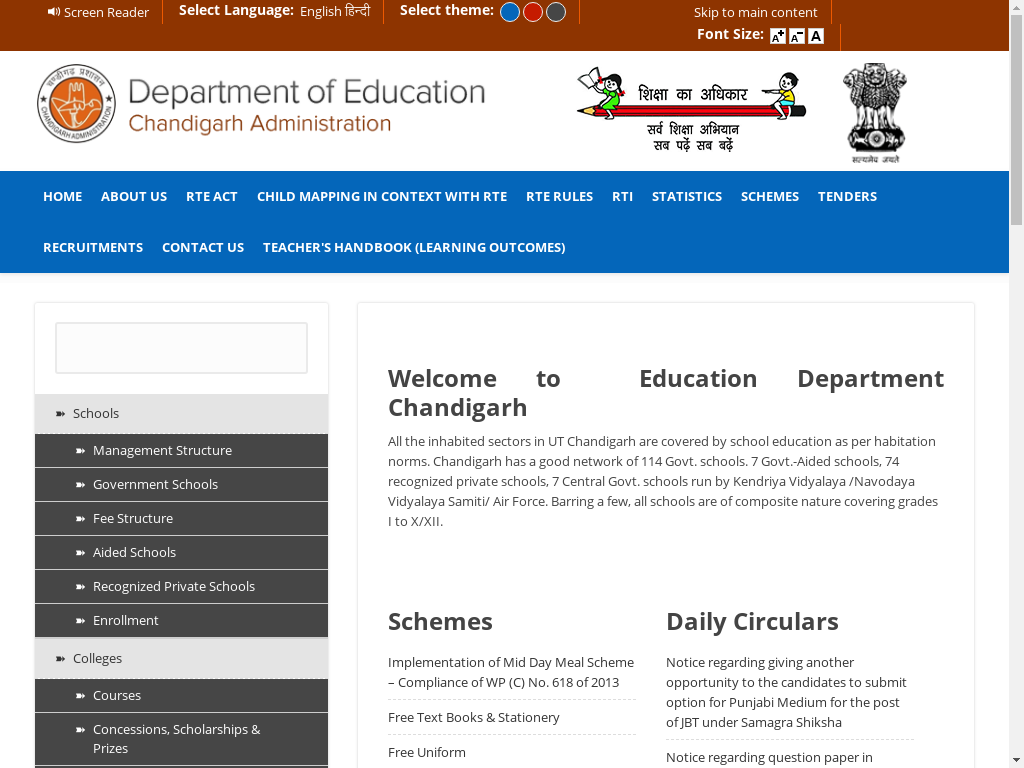 Screen Reader
Select Language: English हिन्दी
Select theme:
Skip to main content
Font Size: A+ A- A
चण्डीगढ़ प्रशासन
CHANDIGARH ADMINISTRATION
Department of Education
Chandigarh Administration
शिक्षा का अधिकार
सर्व शिक्षा अभियान
सब पढ़ें सब बढ़ें
सत्यमेव जयते
HOME ABOUT US RTE ACT CHILD MAPPING IN CONTEXT WITH RTE RTE RULES RTI STATISTICS SCHEMES TENDERS
RECRUITMENTS CONTACT US TEACHER'S HANDBOOK (LEARNING OUTCOMES)
Schools
Management Structure
Government Schools
Fee Structure
Aided Schools
Recognized Private Schools
Enrollment
Colleges
Courses
Concessions, Scholarships &
Prizes
Welcome to Education Department
Chandigarh
All the inhabited sectors in UT Chandigarh are covered by school education as per habitation
norms. Chandigarh has a good network of 114 Govt. schools. 7 Govt.-Aided schools, 74
recognized private schools, 7 Central Govt. schools run by Kendriya Vidyalaya /Navodaya
Vidyalaya Samiti/ Air Force. Barring a few, all schools are of composite nature covering grades
I to X/XII.
Schemes
Implementation of Mid Day Meal Scheme
– Compliance of WP (C) No. 618 of 2013
Free Text Books & Stationery
Free Uniform
Daily Circulars
Notice regarding giving another
opportunity to the candidates to submit
option for Punjabi Medium for the post
of JBT under Samagra Shiksha
Notice regarding question paper in